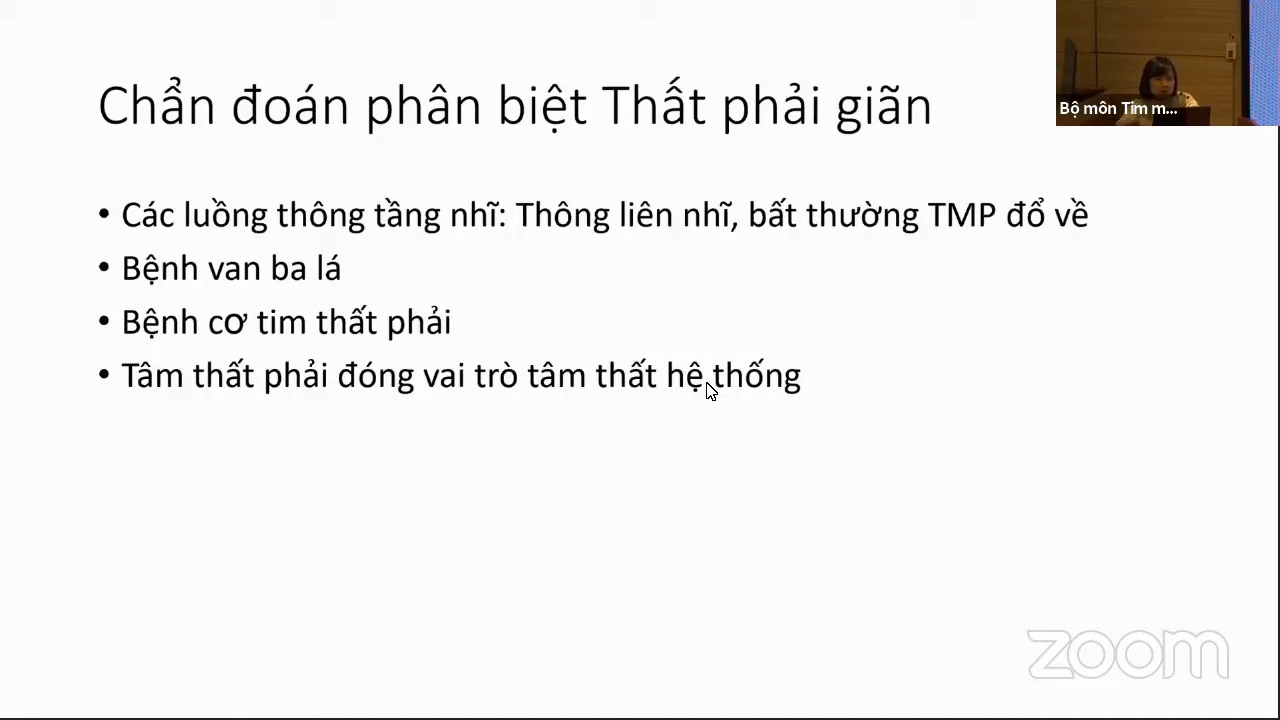 Chẩn đoán phân biệt Thất phải giãn
Bộ môn Tim m...
• Các luồng thông tầng nhĩ: Thông liên nhĩ, bất thường TMP đổ về
• Bệnh van ba lá
• Bệnh cơ tim thất phải
• Tâm thất phải đóng vai trò tâm thất hệ thống
zoom